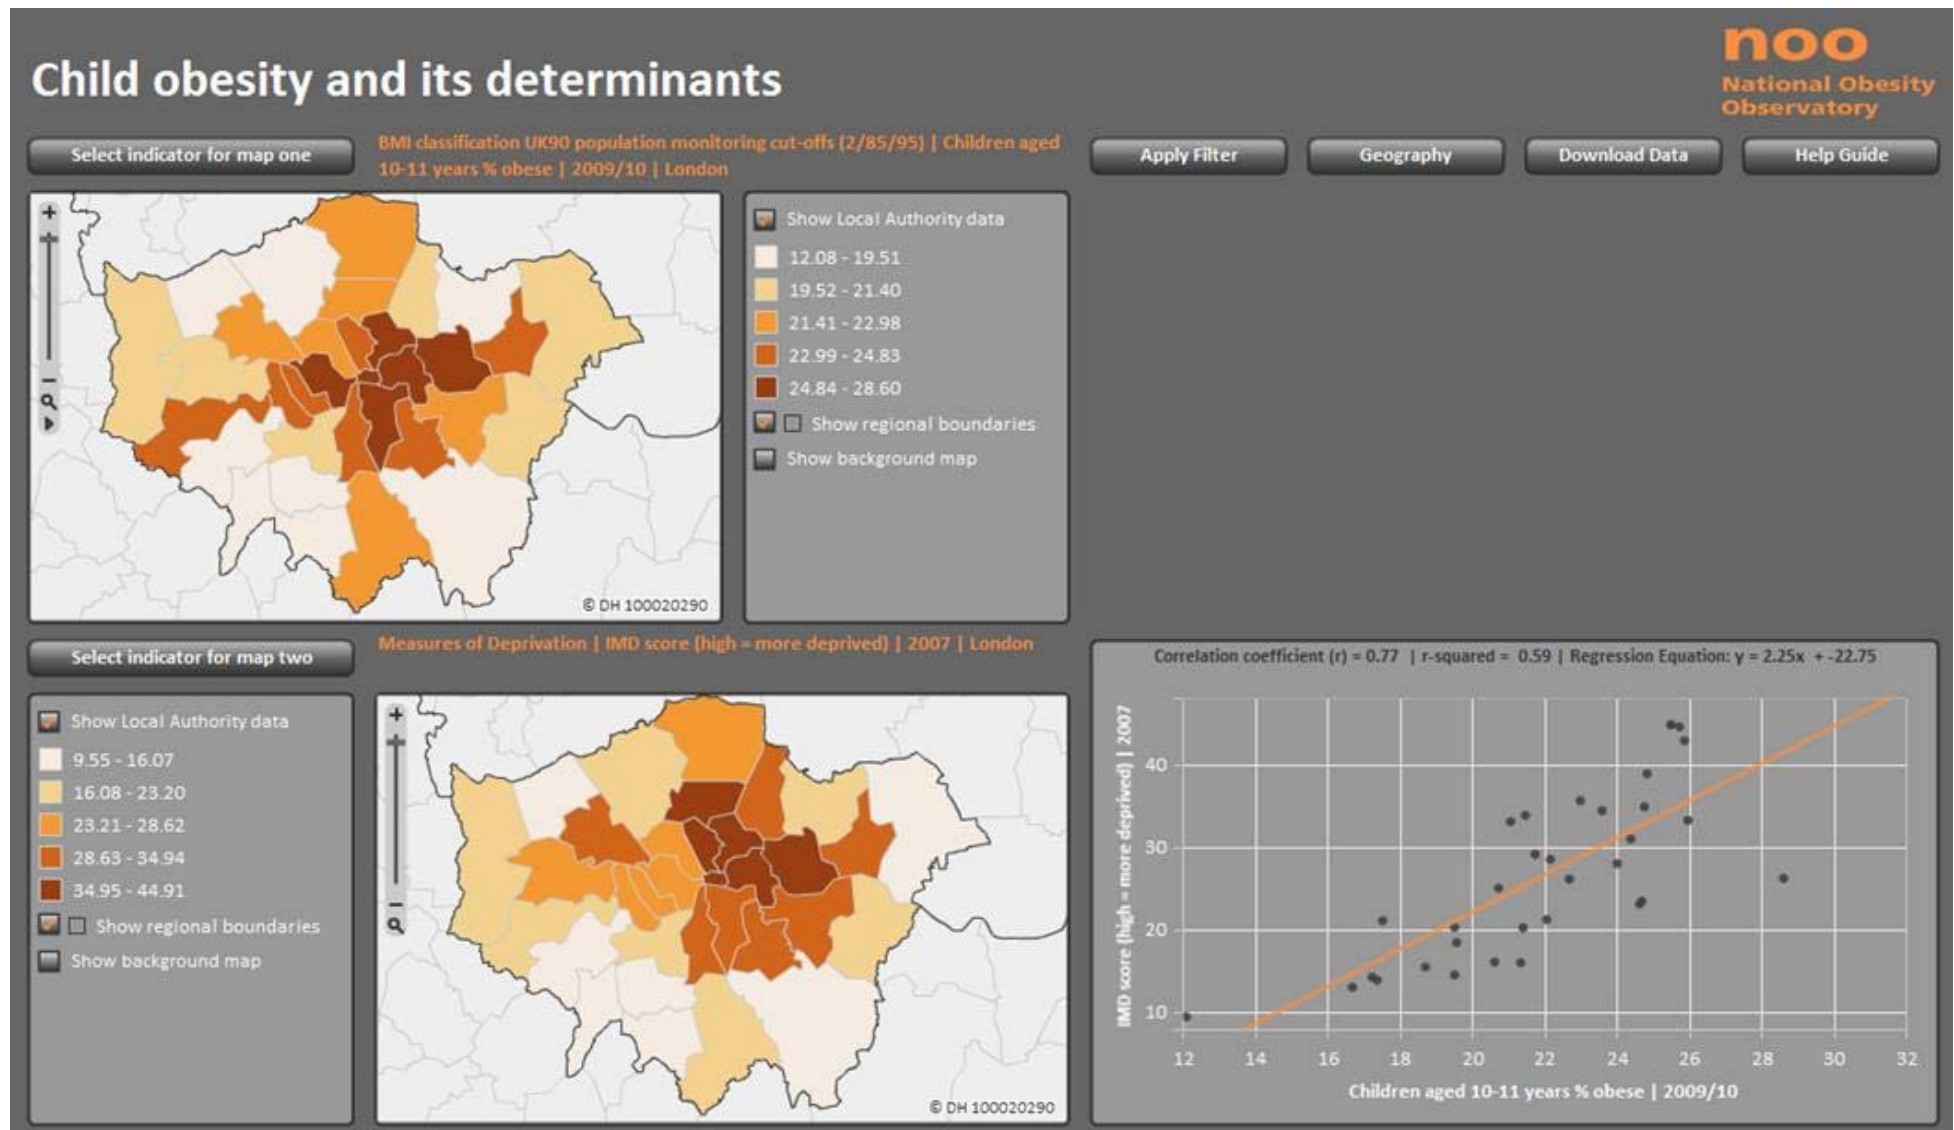 noo
National Obesity
Observatory
Child obesity and its determinants
Select indicator for map one
BMI classification UK90 population monitoring cut-offs (2/85/95) | Children aged
10-11 years % obese | 2009/10 | London
Apply Filter
Geography
Download Data
Help Guide
+
−
© DH 100020290
Show Local Authority data
12.08 - 19.51
19.52 - 21.40
21.41 - 22.98
22.99 - 24.83
24.84 - 28.60
Show regional boundaries
Show background map
Select indicator for map two
Measures of Deprivation | IMD score (high = more deprived) | 2007 | London
Show Local Authority data
9.55 - 16.07
16.08 - 23.20
23.21 - 28.62
28.63 - 34.94
34.95 - 44.91
Show regional boundaries
Show background map
+
−
© DH 100020290
Correlation coefficient (r) = 0.77 | r-squared = 0.59 | Regression Equation: y = 2.25x + -22.75
IMD score (high = more deprived) | 2007
40
30
20
10
12 14 16 18 20 22 24 26 28 30 32
Children aged 10-11 years % obese | 2009/10